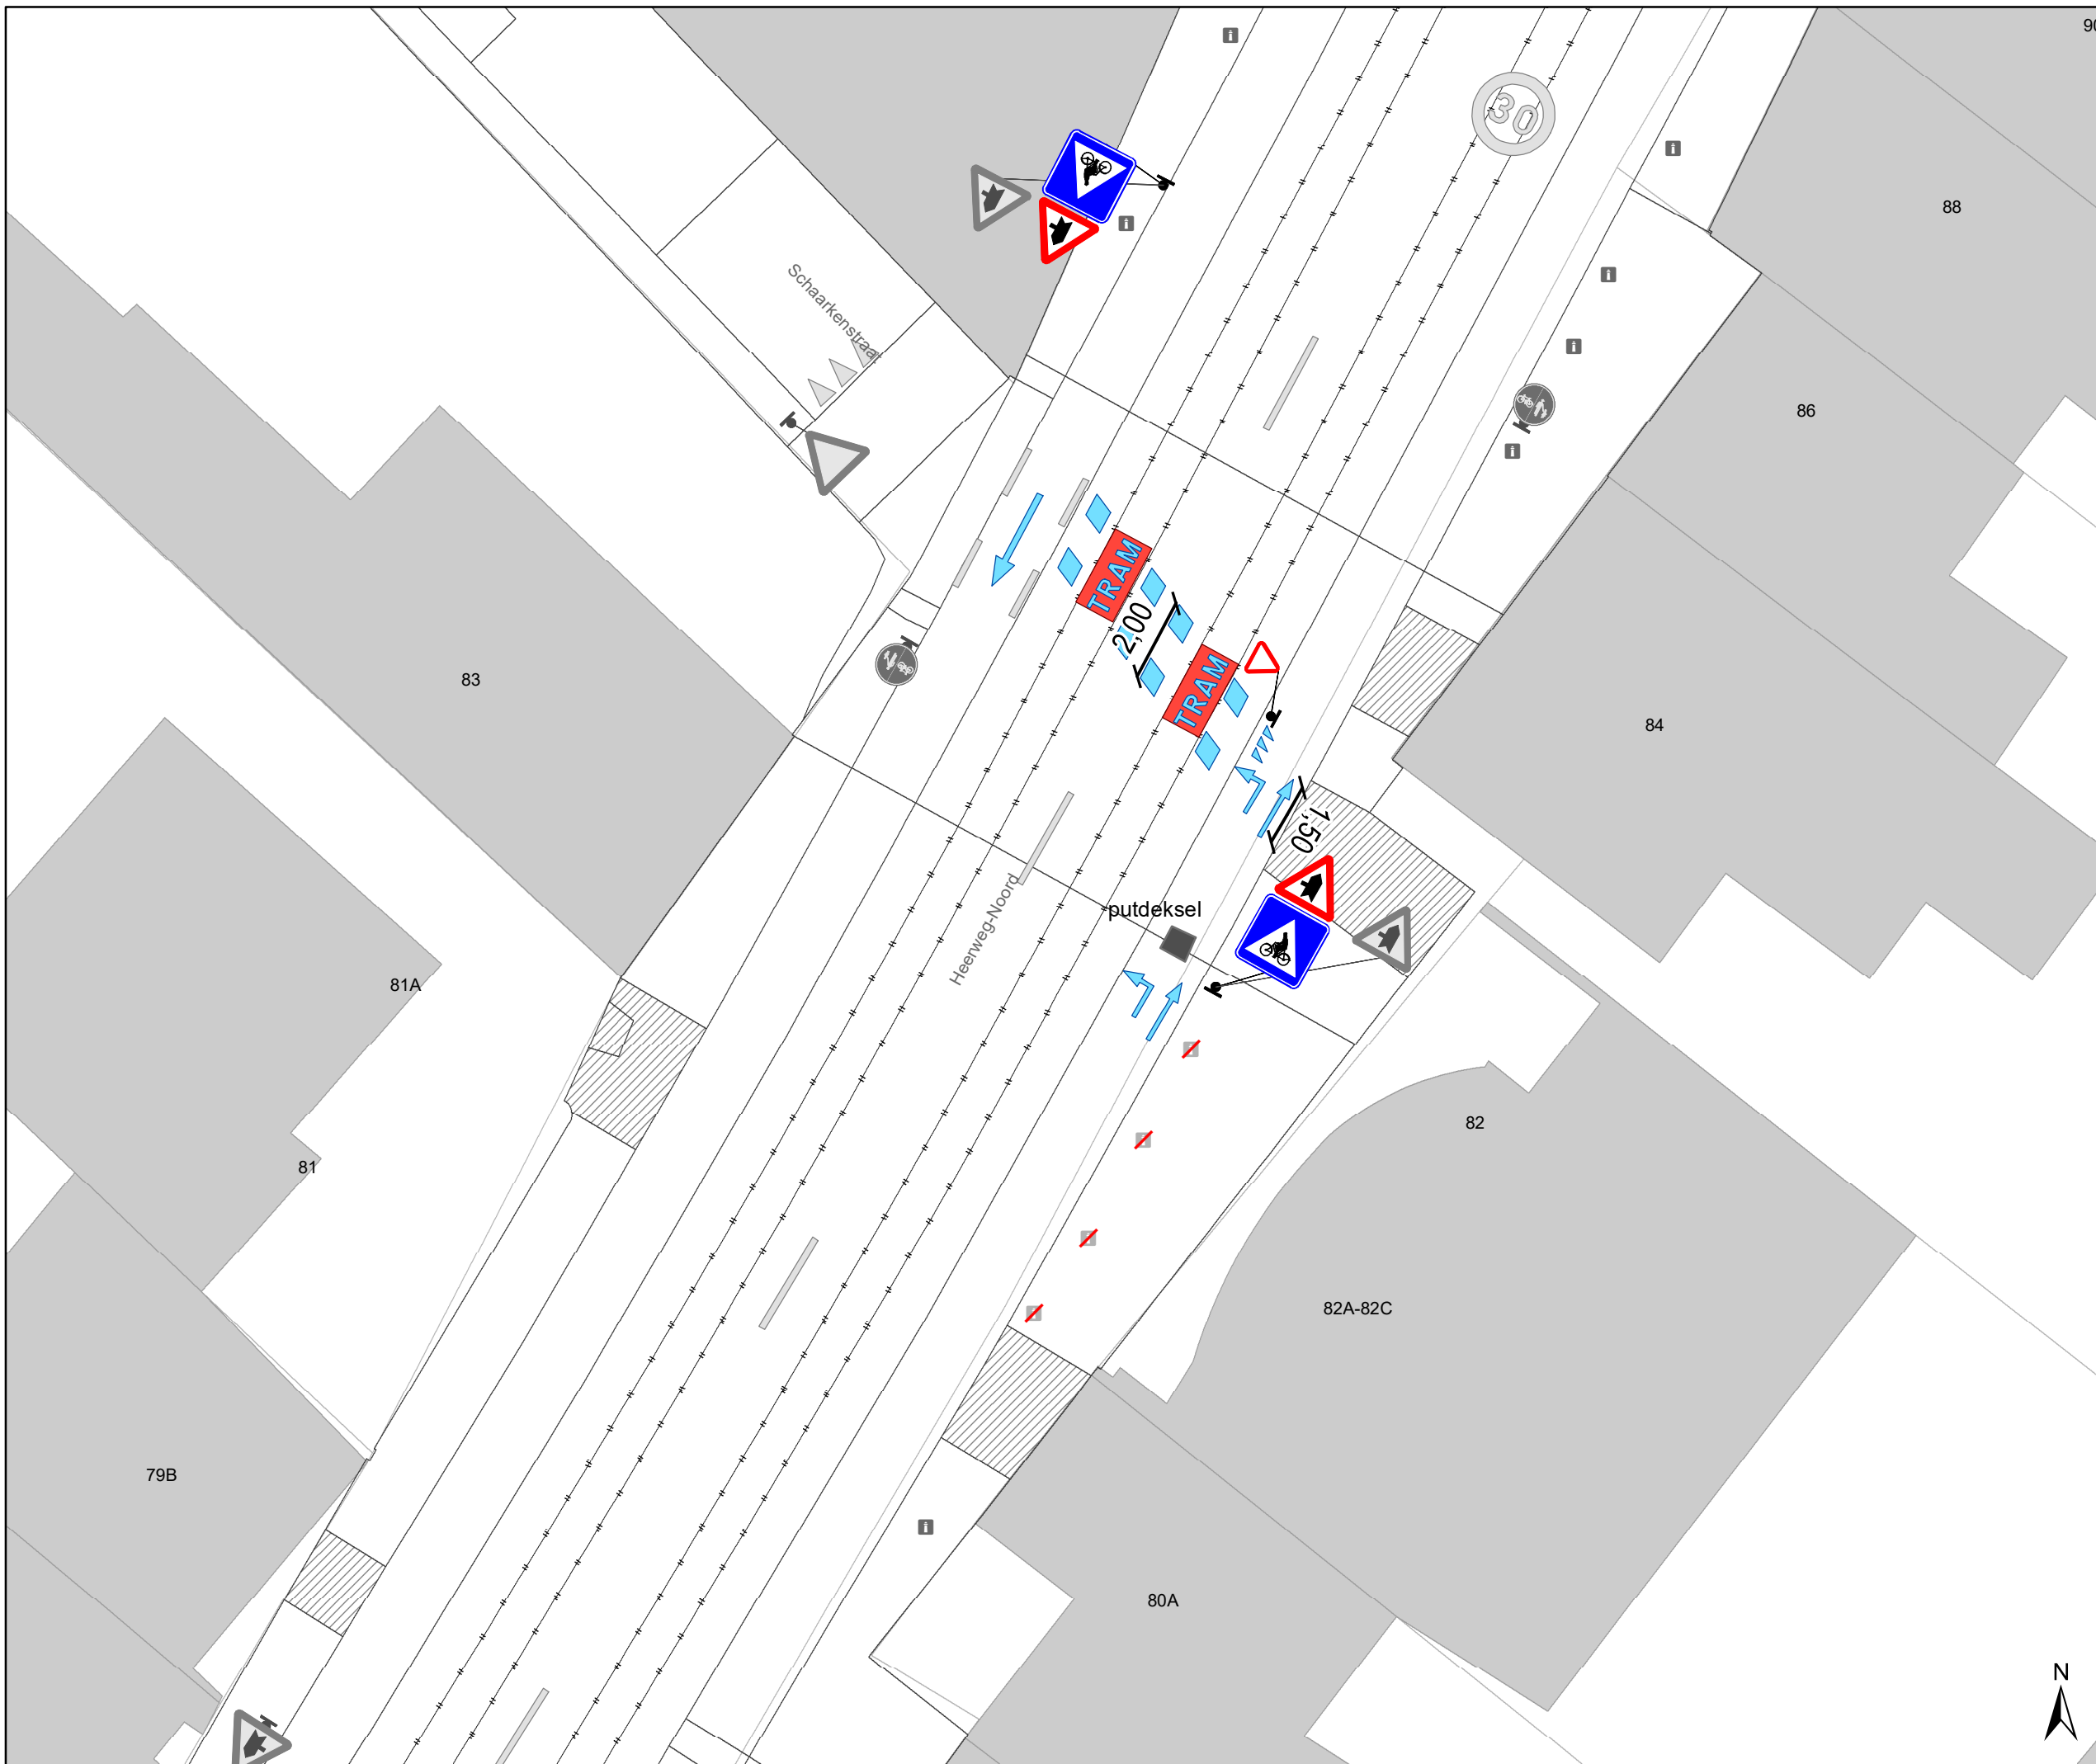 90
30
88
Schaarkenstraat
86
TRAM
2,00
TRAM
83
84
1,50
putdeksel
Heerweg-Noord
81A
82
81
82A-82C
79B
80A
N